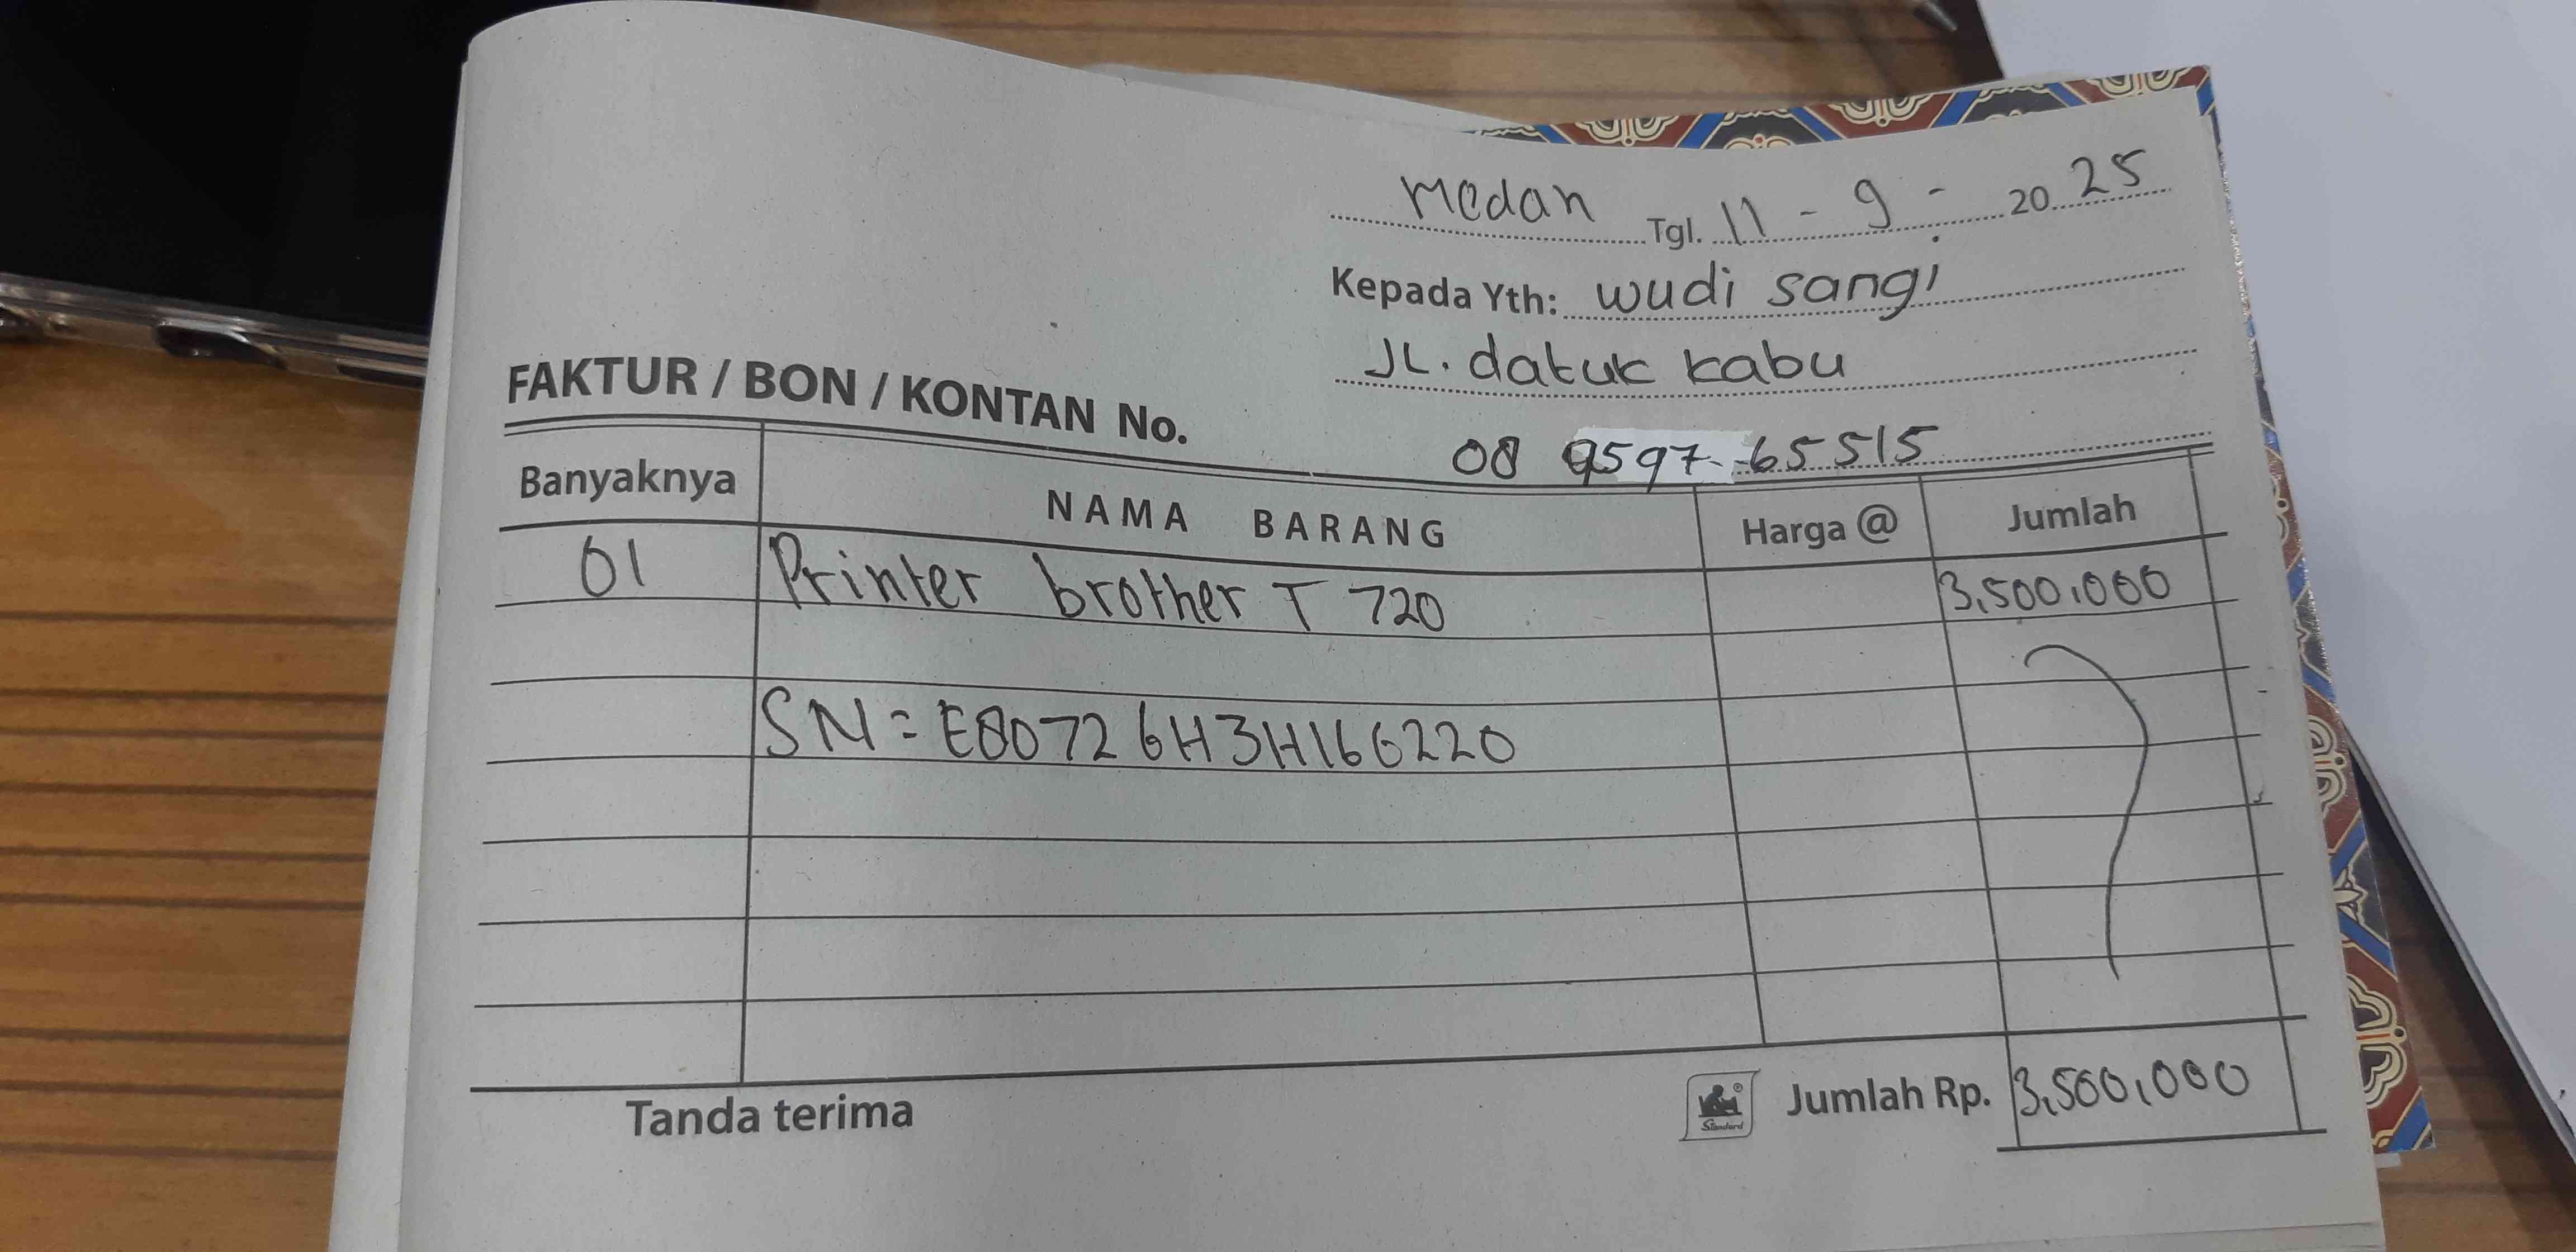 Medan Tgl. 11 - 9 - 20 25
Kepada Yth: wudi sangi
JL. datuk kabu
08 9597-65515
FAKTUR / BON / KONTAN No.
Banyaknya NAMA BARANG Harga @ Jumlah
01 Printer brother T 720 3,500,000
SN = E80726H3H166220
Tanda terima
Standard
Jumlah Rp. 3,500,000